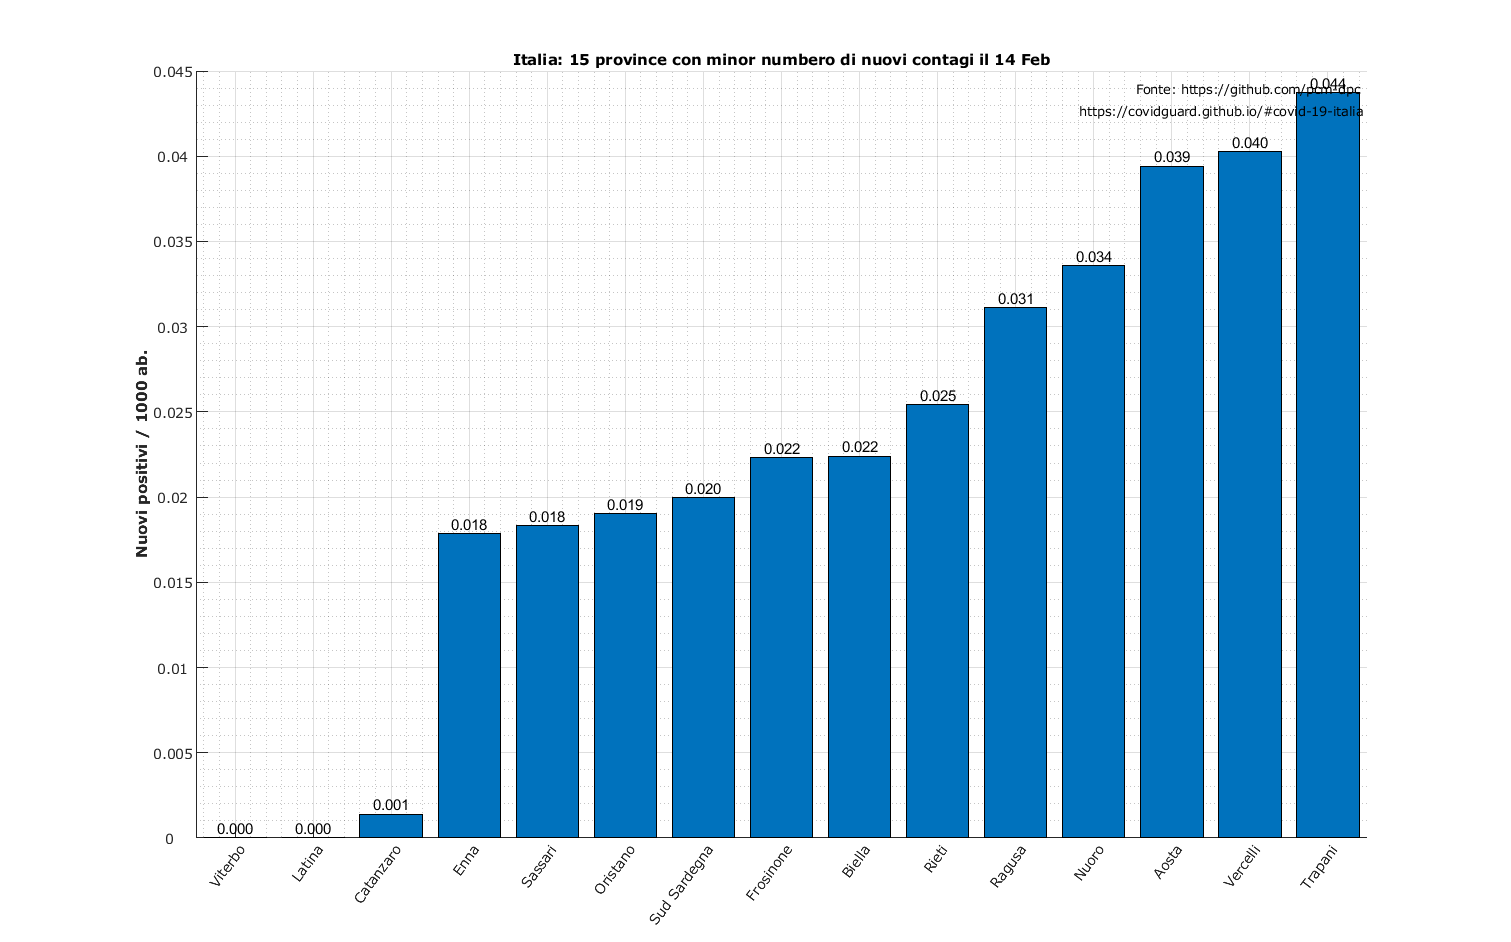 Italia: 15 province con minor numbero di nuovi contagi il 14 Feb
Fonte: https://github.com/pcm-dpc
https://covidguard.github.io/#covid-19-italia
Nuovi positivi / 1000 ab.
0.045
0.04
0.035
0.03
0.025
0.02
0.015
0.01
0.005
0
0.000
0.000
0.001
0.018
0.018
0.019
0.020
0.022
0.022
0.025
0.031
0.034
0.039
0.040
0.044
Viterbo
Latina
Catanzaro
Enna
Sassari
Oristano
Sud Sardegna
Frosinone
Biella
Rieti
Ragusa
Nuoro
Aosta
Vercelli
Trapani